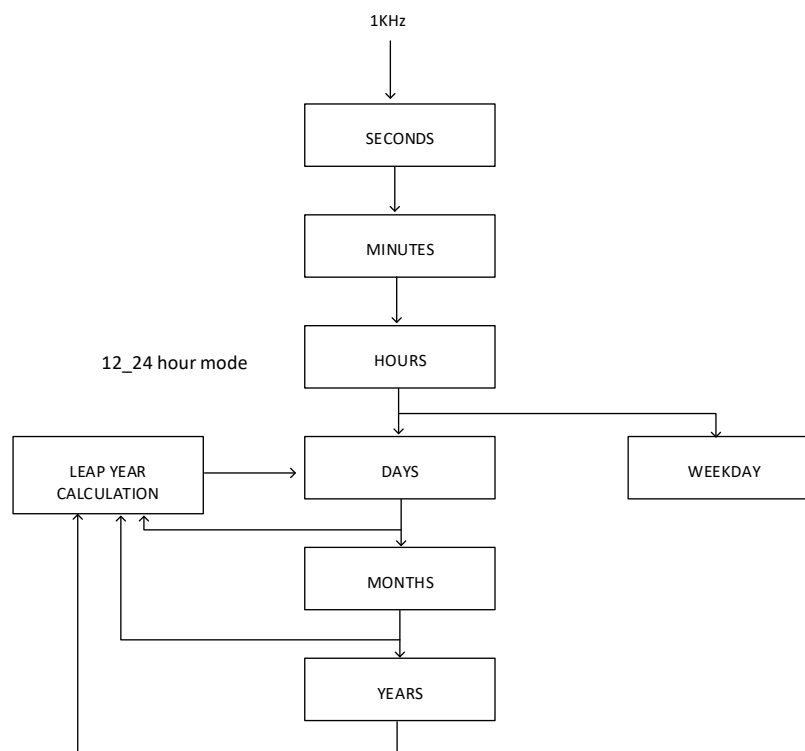 1KHz
SECONDS
MINUTES
HOURS
12_24 hour mode
LEAP YEAR
CALCULATION
DAYS
WEEKDAY
MONTHS
YEARS